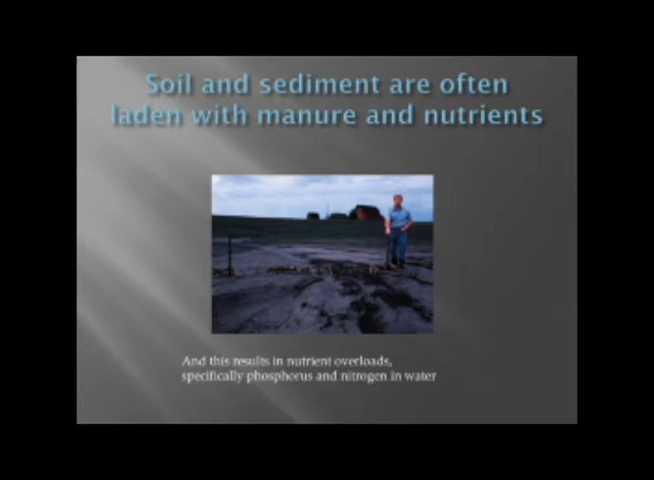 Soil and sediment are often
laden with manure and nutrients
And this results in nutrient overloads,
specifically phosphorus and nitrogen in water